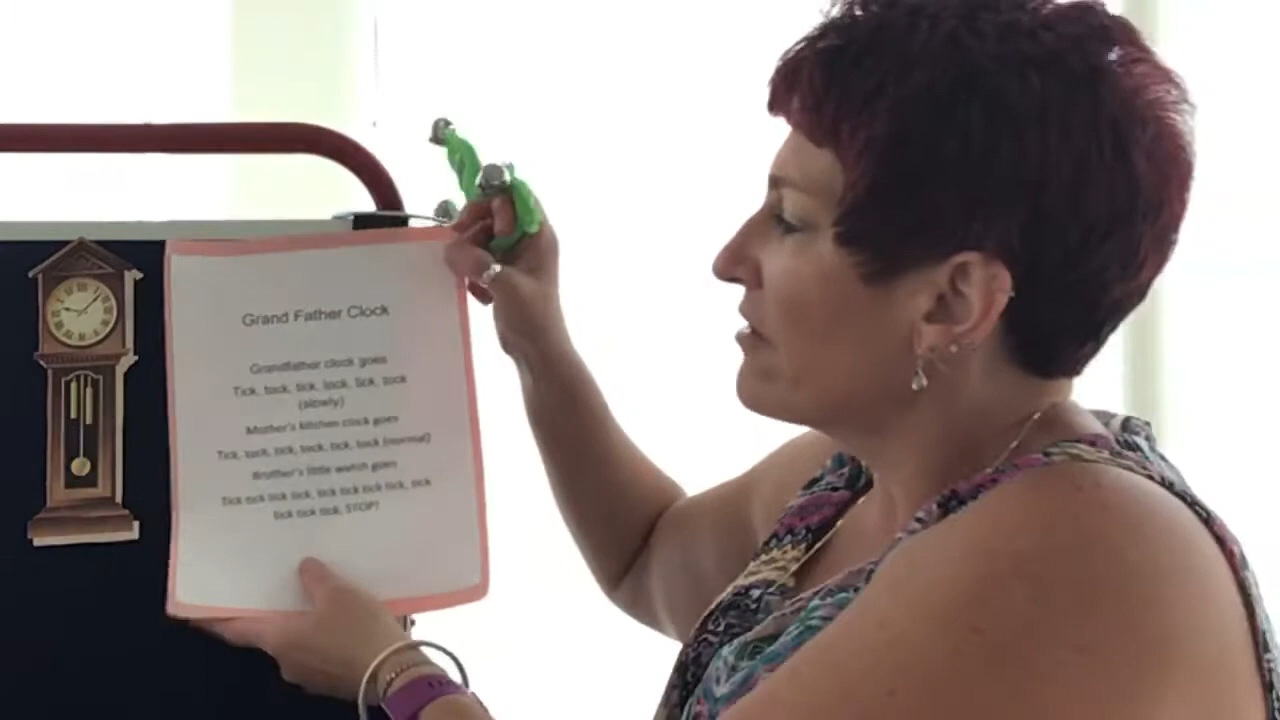 Grand Father Clock
Grandfather clock goes
Tick, tock, tick, tock, tick, tock
(slowly)
Mother's kitchen clock goes
Tick, tock, tick, tock, tick, tock (normal)
Brother's little watch goes
Tick tick tick tick, tick tick tick tick, tick
tick tick tick, STOP!